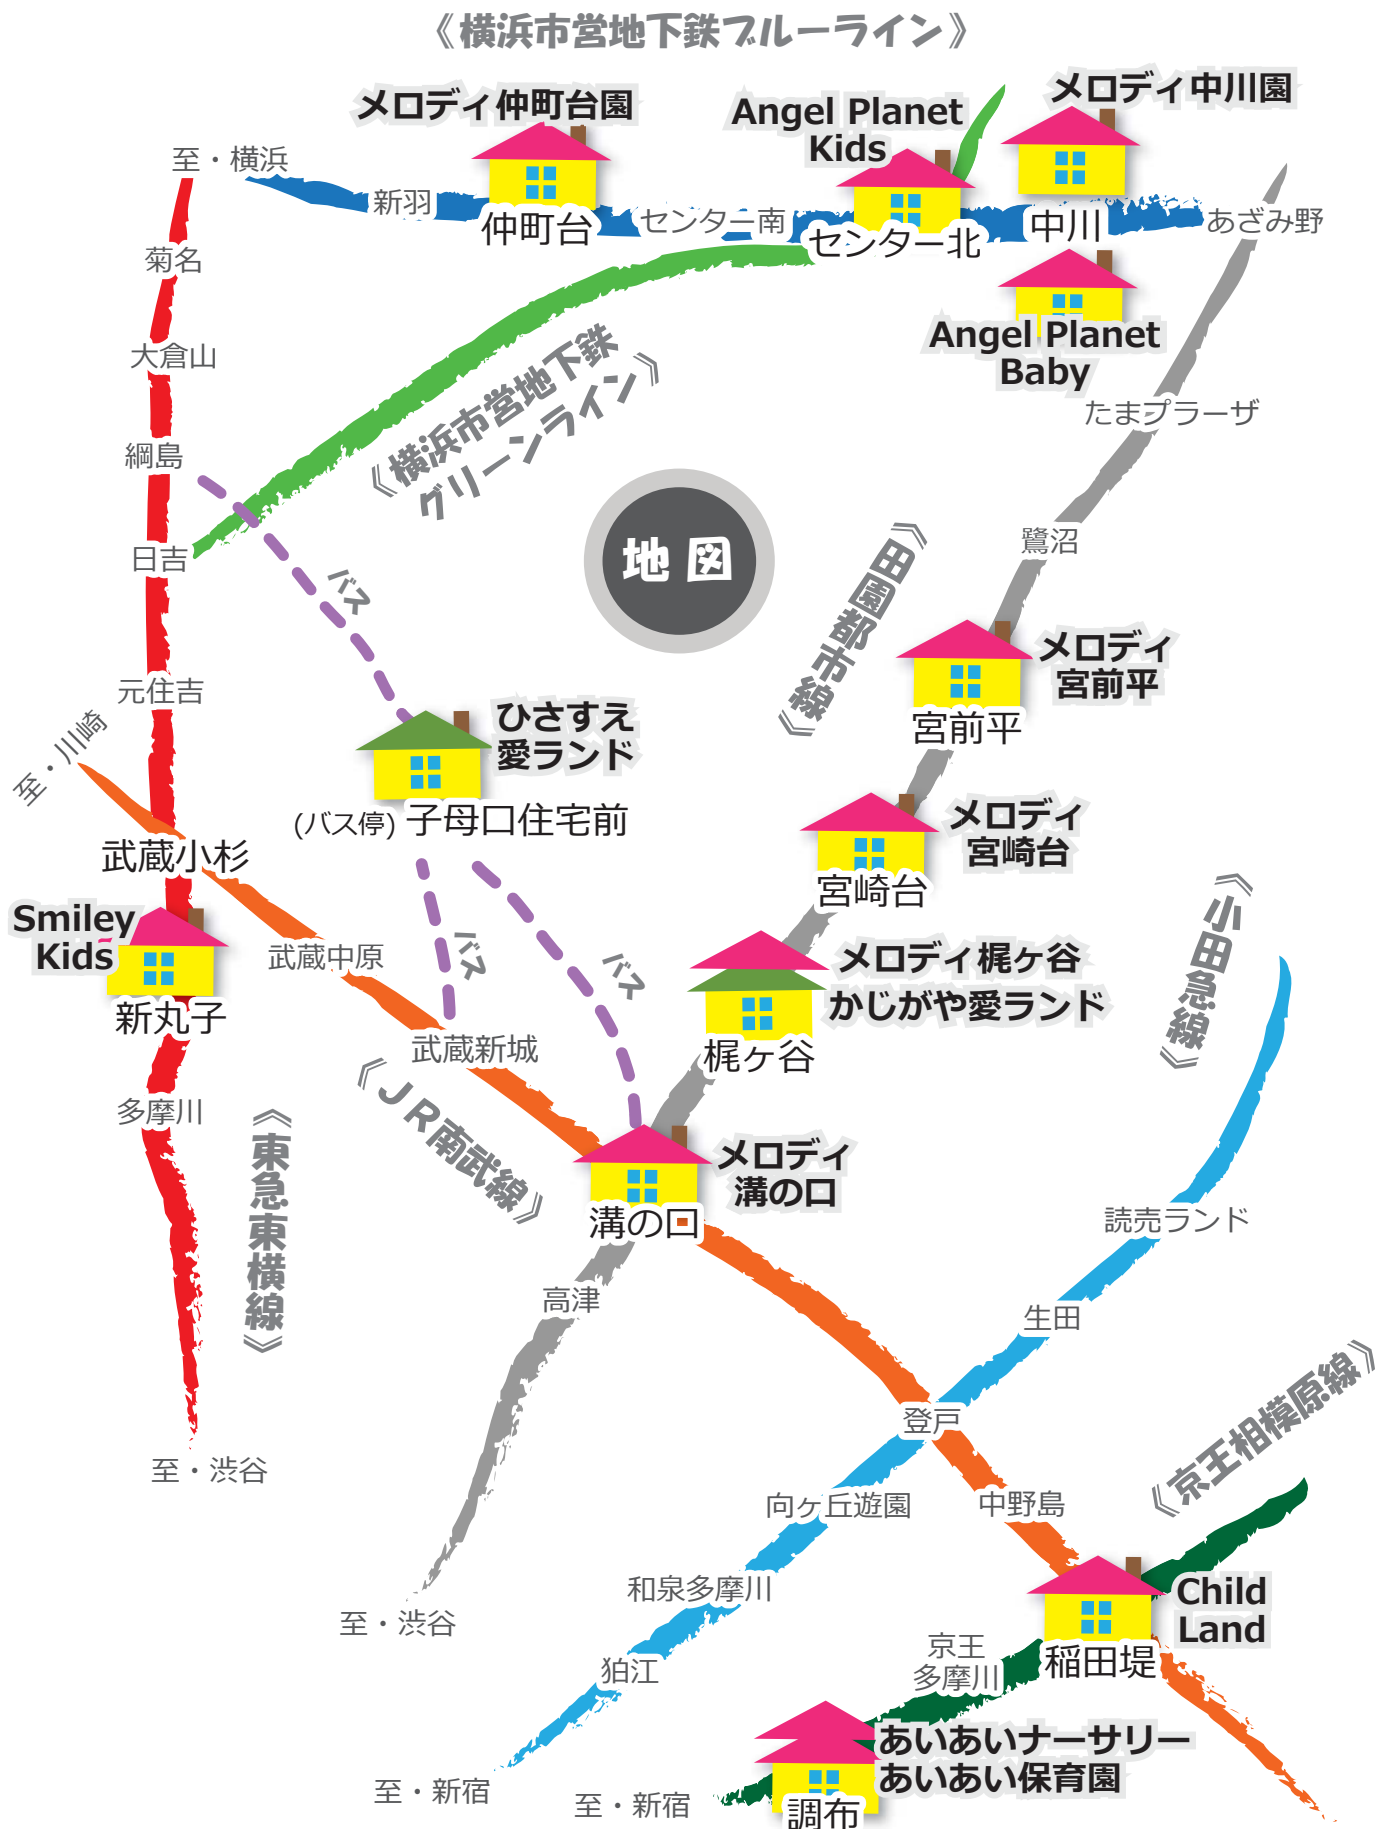 《横浜市営地下鉄ブルーライン》
メロディ仲町台園
Angel Planet
Kids
メロディ中川園
至・横浜
新羽
仲町台
センター南
センター北
中川
あざみ野
菊名
Angel Planet
Baby
大倉山
《横浜市営地下鉄
グリーンライン》
たまプラーザ
綱島
地図
日吉
バス
鷺沼
《田園都市線》
メロディ
宮前平
宮前平
元住吉
至・川崎
ひさすえ
愛ランド
(バス停) 子母口住宅前
メロディ
宮崎台
宮崎台
武蔵小杉
Smiley
Kids
新丸子
武蔵中原
バス
バス
メロディ梶ヶ谷
かじがや愛ランド
梶ヶ谷
《小田急線》
武蔵新城
《JR南武線》
多摩川
《東急東横線》
メロディ
溝の口
溝の口
読売ランド
高津
生田
登戸
《京王相模原線》
至・渋谷
向ヶ丘遊園
中野島
和泉多摩川
至・渋谷
Child
Land
稲田堤
京王
多摩川
狛江
あいあいナーサリー
あいあい保育園
至・新宿
至・新宿
調布